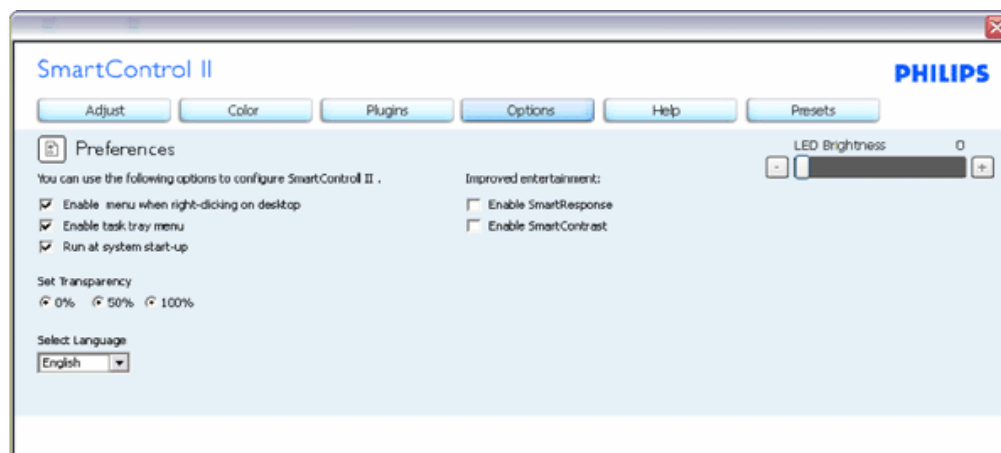 SmartControl II
PHILIPS
Adjust Color Plugins Options Help Presets
Preferences
LED Brightness 0
- +
You can use the following options to configure SmartControl II .
Improved entertainment:
Enable menu when right-clicking on desktop
Enable SmartResponse
Enable task tray menu
Enable SmartContrast
Run at system start-up
Set Transparency
0% 50% 100%
Select Language
English